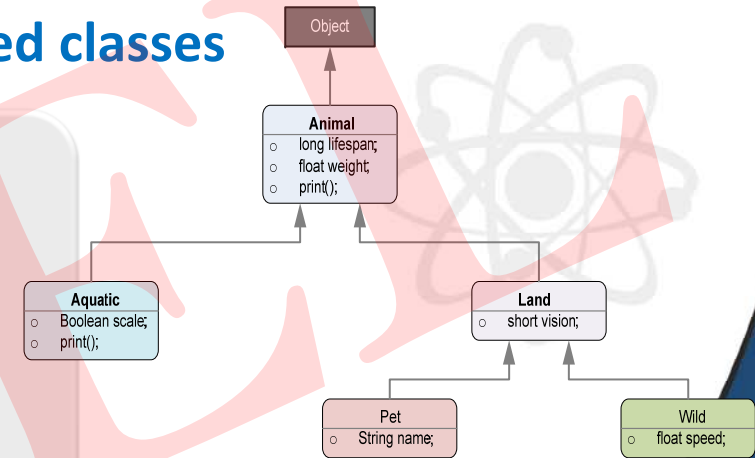 ed classes
Object
Animal
long lifespan;
float weight;
print();
Aquatic
Boolean scale;
print();
Land
short vision;
Pet
String name;
Wild
float speed;